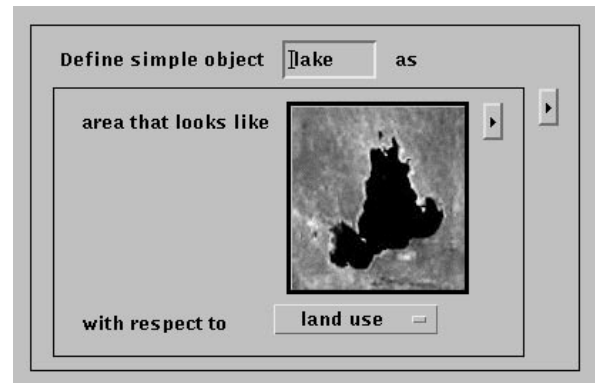 Define simple object lake as
area that looks like
with respect to land use